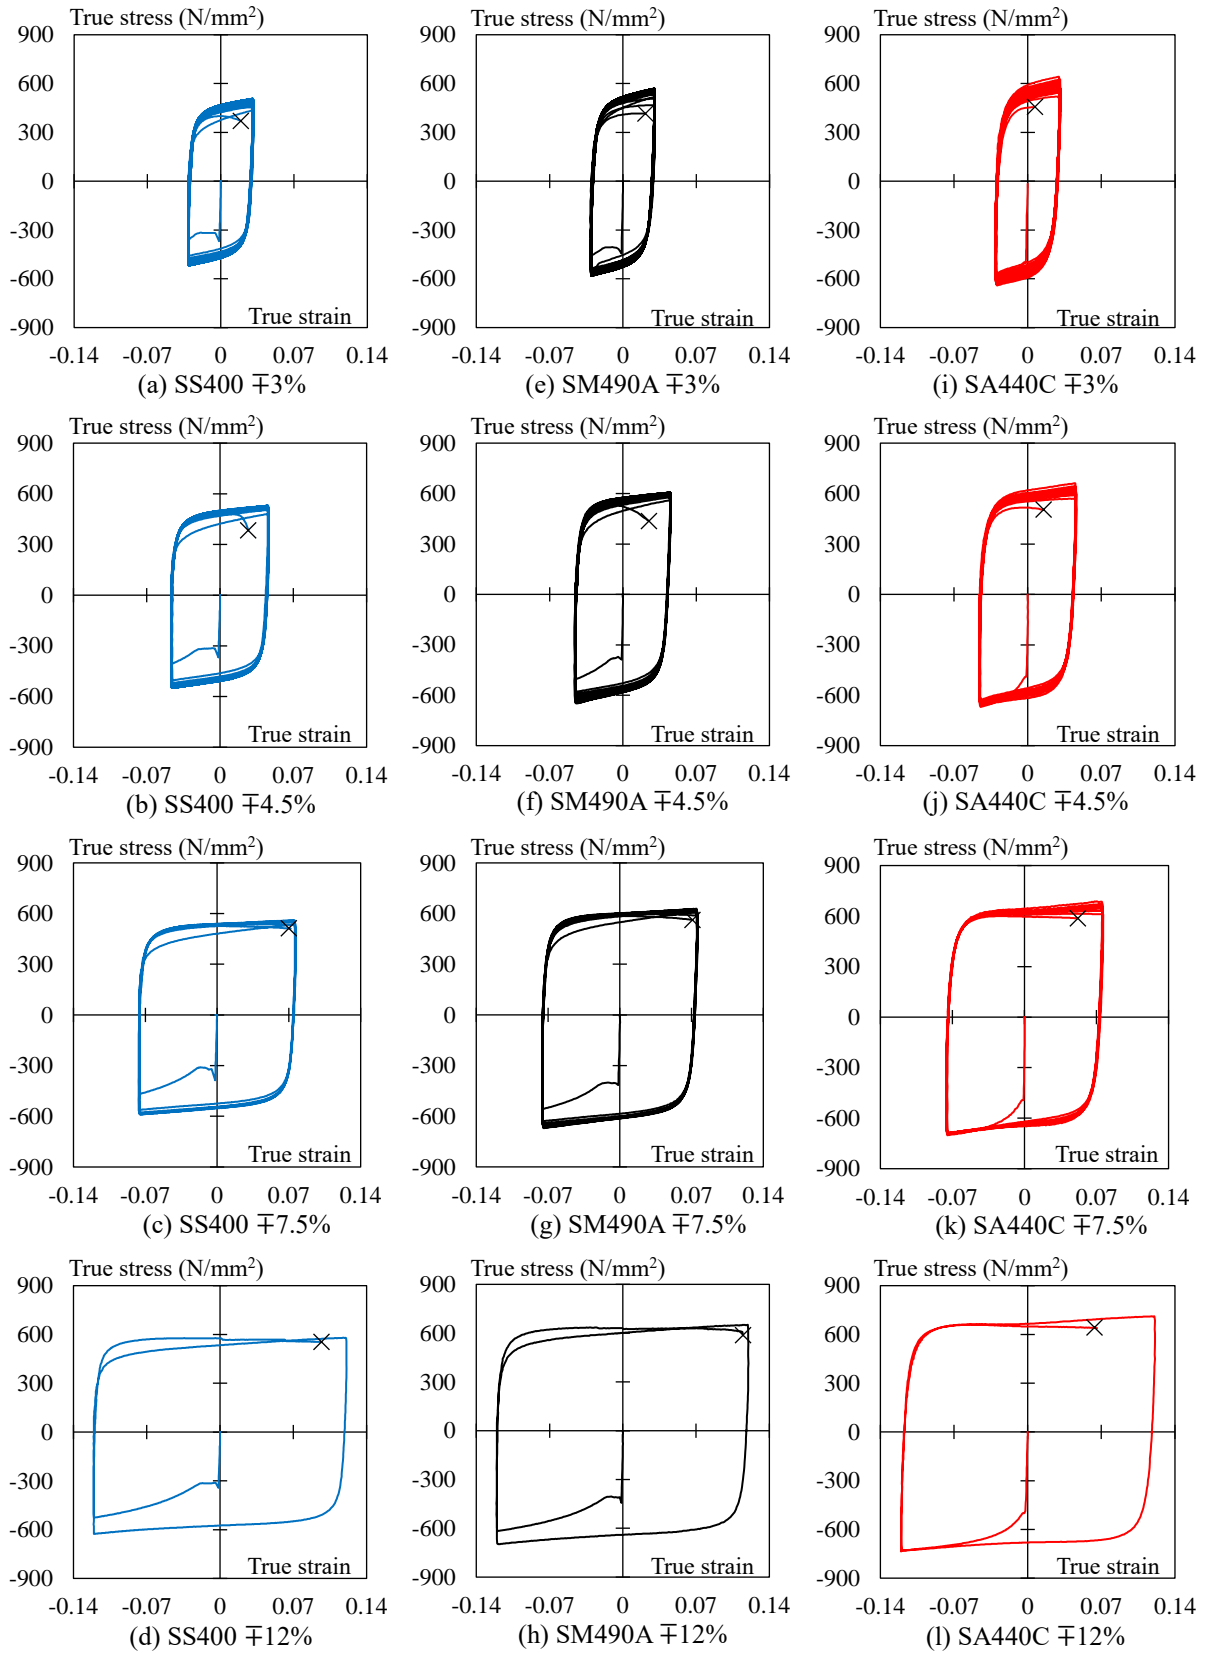 True stress (N/mm²)
900
600
300
0
-300
-600
-900
True strain
-0.14 -0.07 0 0.07 0.14
(a) SS400 ∓3%
True stress (N/mm²)
900
600
300
0
-300
-600
-900
True strain
-0.14 -0.07 0 0.07 0.14
(e) SM490A ∓3%
True stress (N/mm²)
900
600
300
0
-300
-600
-900
True strain
-0.14 -0.07 0 0.07 0.14
(i) SA440C ∓3%
True stress (N/mm²)
900
600
300
0
-300
-600
-900
True strain
-0.14 -0.07 0 0.07 0.14
(b) SS400 ∓4.5%
True stress (N/mm²)
900
600
300
0
-300
-600
-900
True strain
-0.14 -0.07 0 0.07 0.14
(f) SM490A ∓4.5%
True stress (N/mm²)
900
600
300
0
-300
-600
-900
True strain
-0.14 -0.07 0 0.07 0.14
(j) SA440C ∓4.5%
True stress (N/mm²)
900
600
300
0
-300
-600
-900
True strain
-0.14 -0.07 0 0.07 0.14
(c) SS400 ∓7.5%
True stress (N/mm²)
900
600
300
0
-300
-600
-900
True strain
-0.14 -0.07 0 0.07 0.14
(g) SM490A ∓7.5%
True stress (N/mm²)
900
600
300
0
-300
-600
-900
True strain
-0.14 -0.07 0 0.07 0.14
(k) SA440C ∓7.5%
True stress (N/mm²)
900
600
300
0
-300
-600
-900
True strain
-0.14 -0.07 0 0.07 0.14
(d) SS400 ∓12%
True stress (N/mm²)
900
600
300
0
-300
-600
-900
True strain
-0.14 -0.07 0 0.07 0.14
(h) SM490A ∓12%
True stress (N/mm²)
900
600
300
0
-300
-600
-900
True strain
-0.14 -0.07 0 0.07 0.14
(l) SA440C ∓12%